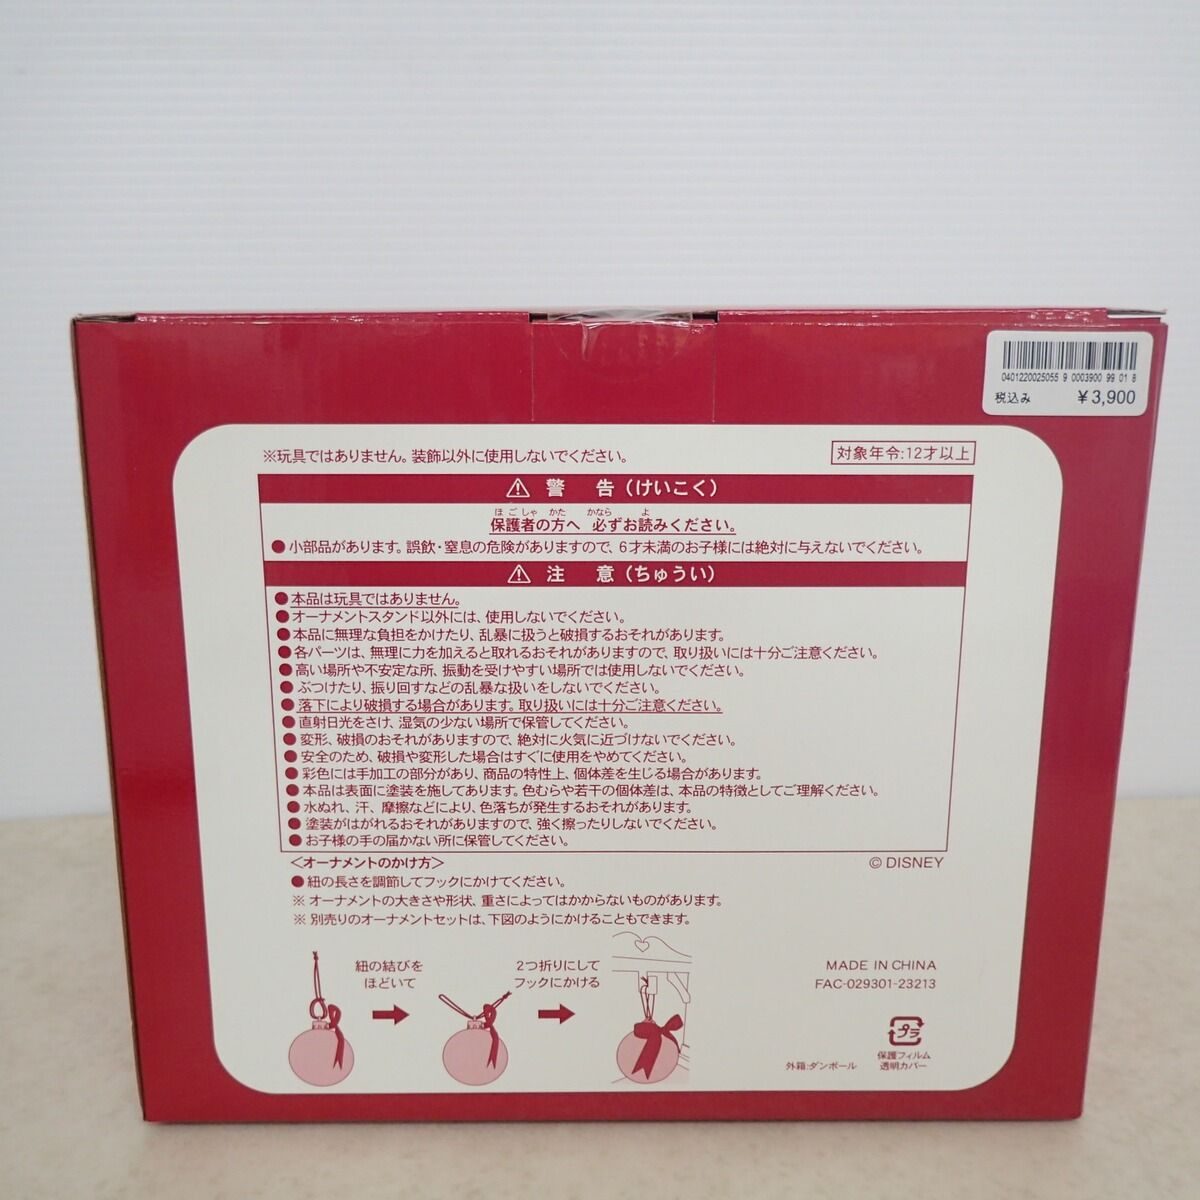 0401220025055 9 0003900 99 01 8
税込み ¥3,900
※玩具ではありません。装飾以外に使用しないでください。
対象年令:12才以上
警 告(けいこく)
ほごしゃ かた かなら よ
保護者の方へ 必ずお読みください。
●小部品があります。誤飲・窒息の危険がありますので、6才未満のお子様には絶対に与えないでください。
注 意(ちゅうい)
●本品は玩具ではありません。
●オーナメントスタンド以外には、使用しないでください。
●本品に無理な負担をかけたり、乱暴に扱うと破損するおそれがあります。
●各パーツは、無理に力を加えると取れるおそれがありますので、取り扱いには十分ご注意ください。
●高い場所や不安定な所、振動を受けやすい場所では使用しないでください。
●ぶつけたり、振り回すなどの乱暴な扱いをしないでください。
●落下により破損する場合があります。取り扱いには十分ご注意ください。
●直射日光をさけ、湿気の少ない場所で保管してください。
●変形、破損のおそれがありますので、絶対に火気に近づけないでください。
●安全のため、破損や変形した場合はすぐに使用をやめてください。
●彩色には手加工の部分があり、商品の特性上、個体差を生じる場合があります。
●本品は表面に塗装を施してあります。色むらや若干の個体差は、本品の特徴としてご理解ください。
●水ぬれ、汗、摩擦などにより、色落ちが発生するおそれがあります。
●塗装がはがれるおそれがありますので、強く擦ったりしないでください。
●お子様の手の届かない所に保管してください。
<オーナメントのかけ方>
© DISNEY
●紐の長さを調節してフックにかけてください。
※ オーナメントの大きさや形状、重さによってはかからないものがあります。
※ 別売りのオーナメントセットは、下図のようにかけることもできます。
紐の結びを
ほどいて
2つ折りにして
フックにかける
MADE IN CHINA
FAC-029301-23213
プラ
外箱:ダンボール
保護フィルム
透明カバー